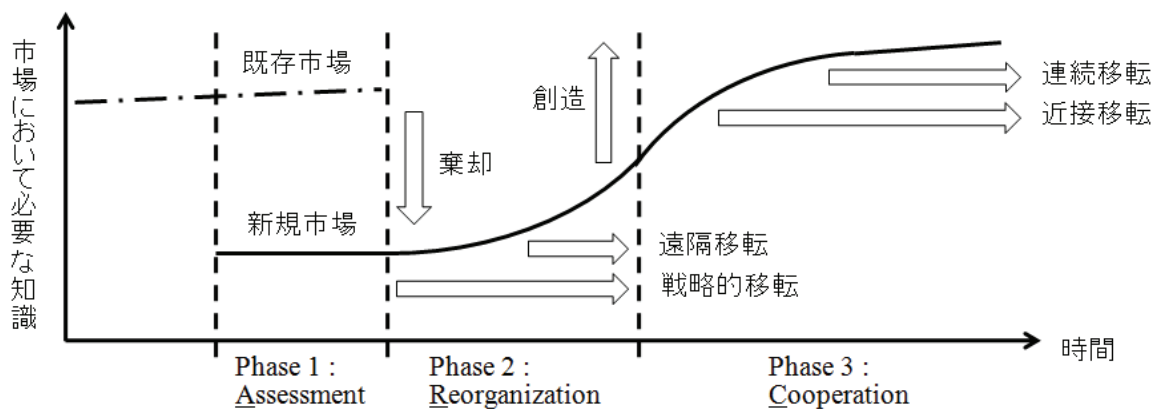 市場において必要な知識
既存市場
新規市場
棄却
創造
連続移転
近接移転
遠隔移転
戦略的移転
時間
Phase 1 :
Assessment
Phase 2 :
Reorganization
Phase 3 :
Cooperation